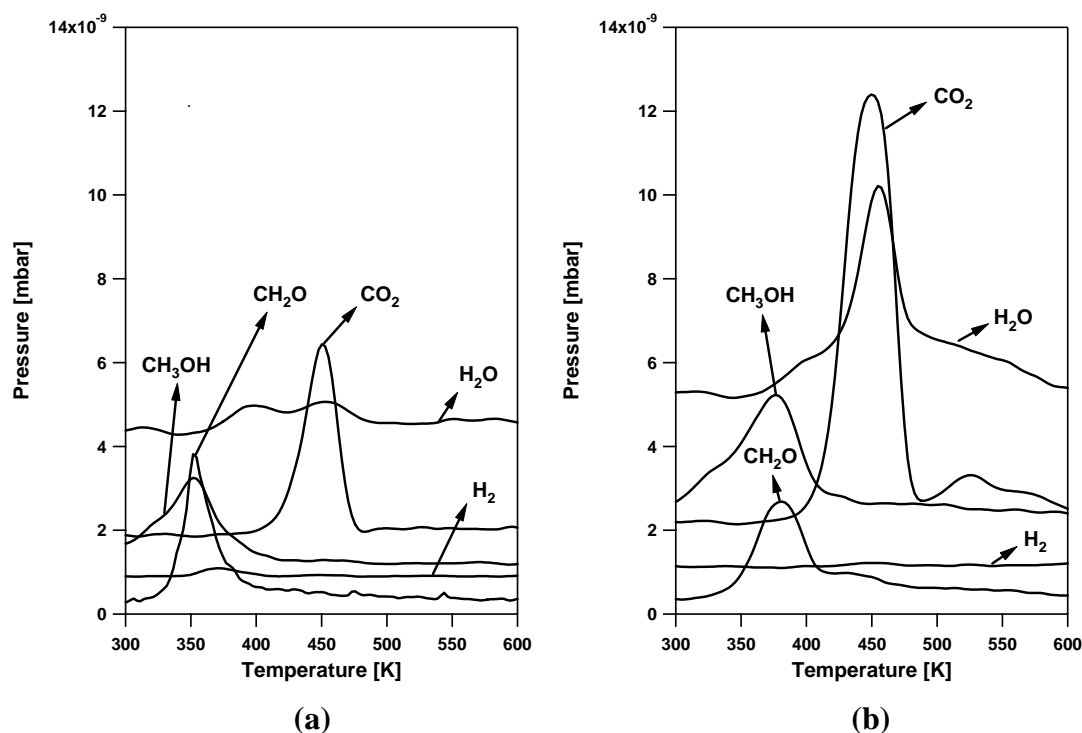 14x10⁻⁹
12
10
8
6
4
2
0
Pressure [mbar]
300 350 400 450 500 550 600
Temperature [K]
CH₃OH
CH₂O
CO₂
H₂O
H₂
(a)
14x10⁻⁹
12
10
8
6
4
2
0
Pressure [mbar]
300 350 400 450 500 550 600
Temperature [K]
CO₂
CH₃OH
H₂O
CH₂O
H₂
(b)